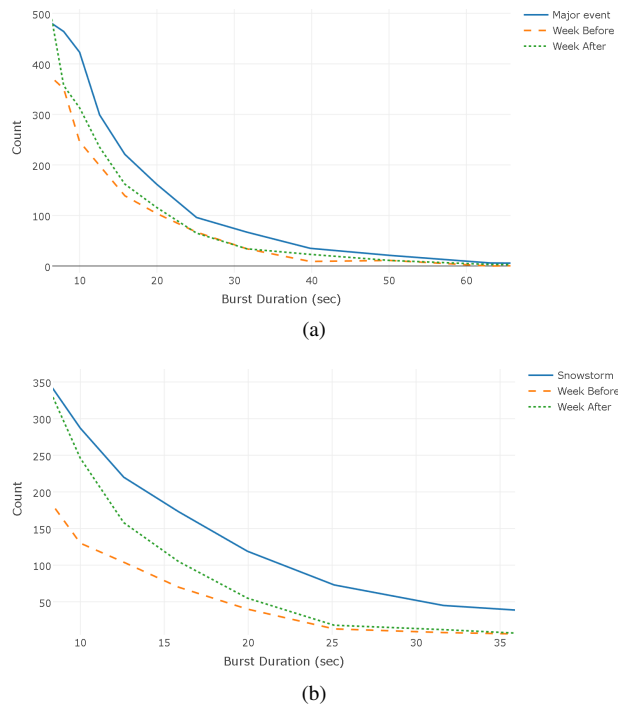 500
400
300
200
100
0
Count
10 20 30 40 50 60
Burst Duration (sec)
Major event
Week Before
Week After
(a)
350
300
250
200
150
100
50
Count
10 15 20 25 30 35
Burst Duration (sec)
Snowstorm
Week Before
Week After
(b)